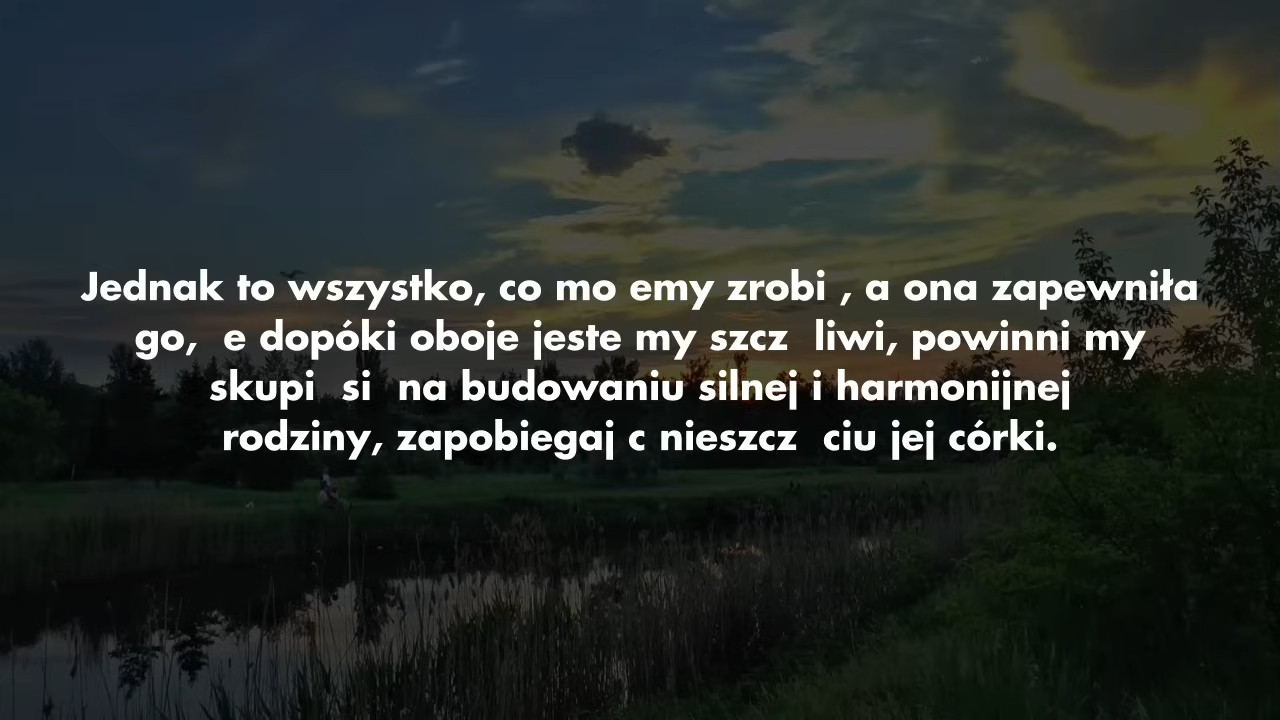 Jednak to wszystko, co mo emy zrobi , a ona zapewniła
go,  e dopóki oboje jeste my szcz  liwi, powinni my
skupi  si  na budowaniu silnej i harmonijnej
rodziny, zapobiegaj c nieszcz  ciu jej córki.